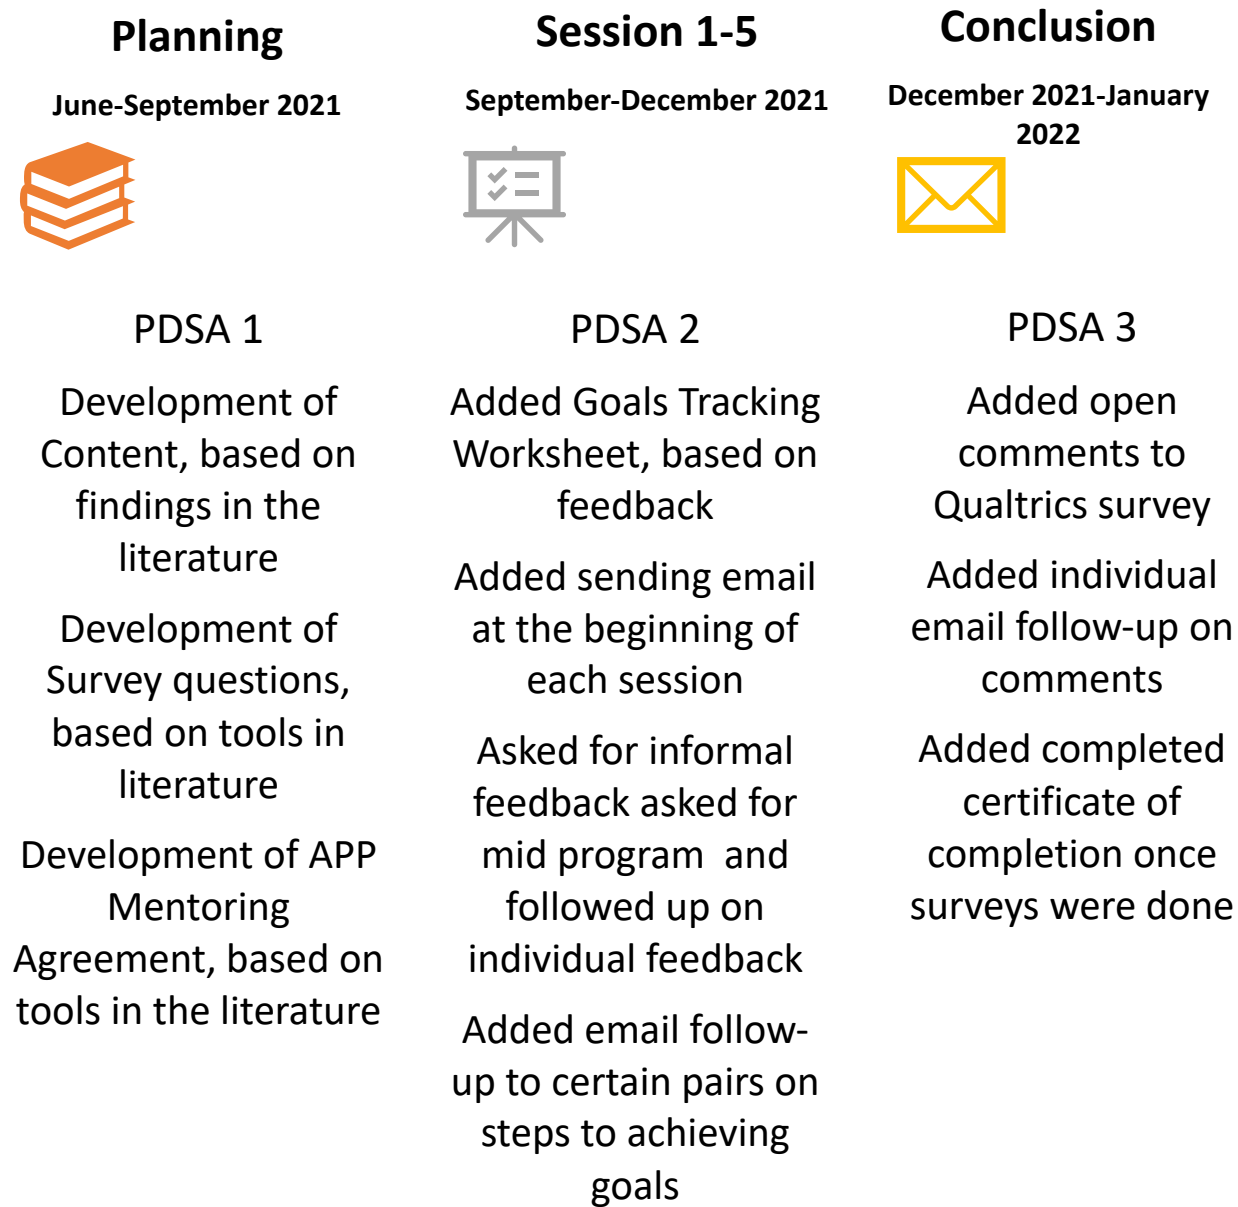 Planning
June-September 2021
PDSA 1
Development of
Content, based on
findings in the
literature
Development of
Survey questions,
based on tools in
literature
Development of APP
Mentoring
Agreement, based on
tools in the literature
Session 1-5
September-December 2021
PDSA 2
Added Goals Tracking
Worksheet, based on
feedback
Added sending email
at the beginning of
each session
Asked for informal
feedback asked for
mid program  and
followed up on
individual feedback
Added email follow-
up to certain pairs on
steps to achieving
goals
Conclusion
December 2021-January
2022
PDSA 3
Added open
comments to
Qualtrics survey
Added individual
email follow-up on
comments
Added completed
certificate of
completion once
surveys were done